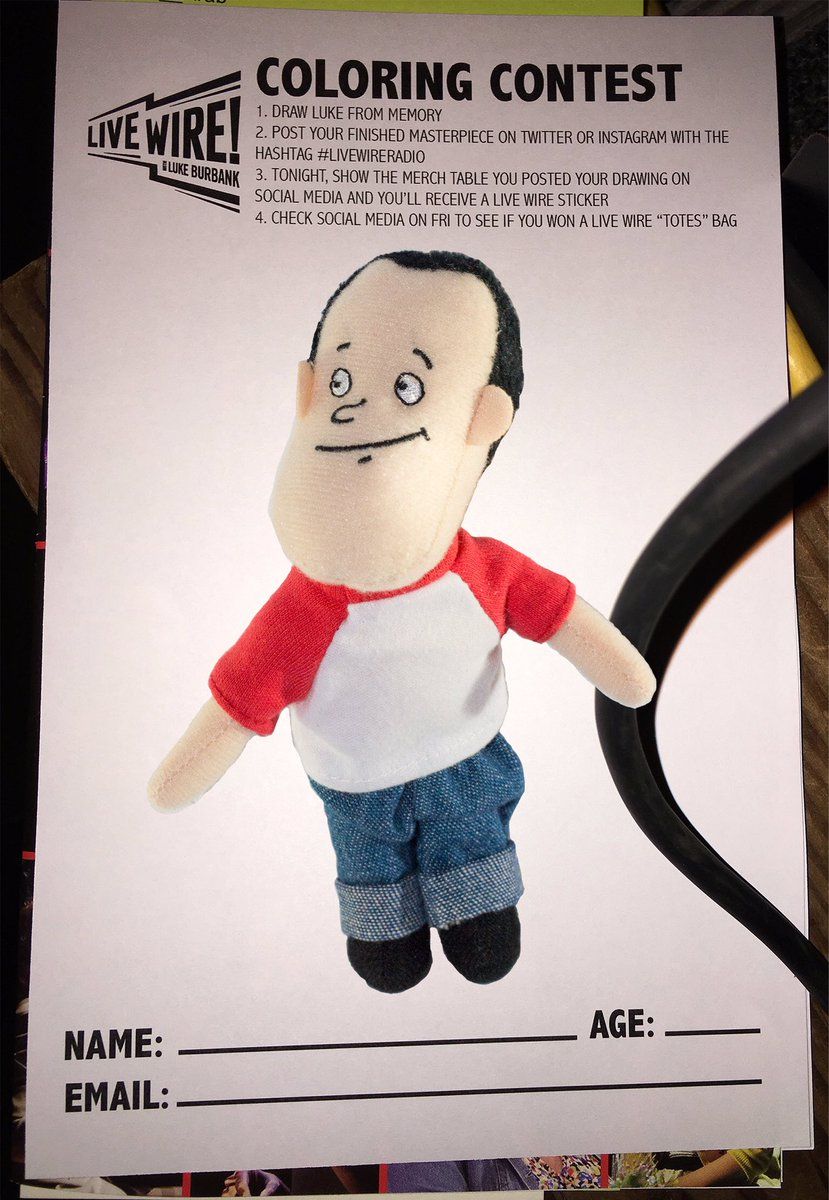 COLORING CONTEST
LIVE WIRE!
WITH LUKE BURBANK
1. DRAW LUKE FROM MEMORY
2. POST YOUR FINISHED MASTERPIECE ON TWITTER OR INSTAGRAM WITH THE
HASHTAG #LIVEWIRERADIO
3. TONIGHT, SHOW THE MERCH TABLE YOU POSTED YOUR DRAWING ON
SOCIAL MEDIA AND YOU'LL RECEIVE A LIVE WIRE STICKER
4. CHECK SOCIAL MEDIA ON FRI TO SEE IF YOU WON A LIVE WIRE “TOTES” BAG
NAME: AGE:
EMAIL: